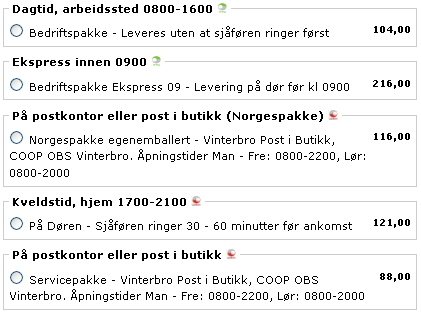 Dagtid, arbeidssted 0800-1600
Bedriftspakke - Leveres uten at sjåføren ringer først 104,00
Ekspress innen 0900
Bedriftspakke Ekspress 09 - Levering på dør før kl 0900 216,00
På postkontor eller post i butikk (Norgespakke)
Norgespakke egenemballert - Vinterbro Post i Butikk, 116,00
COOP OBS Vinterbro. Åpningstider Man - Fre: 0800-2200, Lør:
0800-2000
Kveldstid, hjem 1700-2100
På Døren - Sjåføren ringer 30 - 60 minutter før ankomst 121,00
På postkontor eller post i butikk
Servicepakke - Vinterbro Post i Butikk, COOP OBS 88,00
Vinterbro. Åpningstider Man - Fre: 0800-2200, Lør: 0800-2000